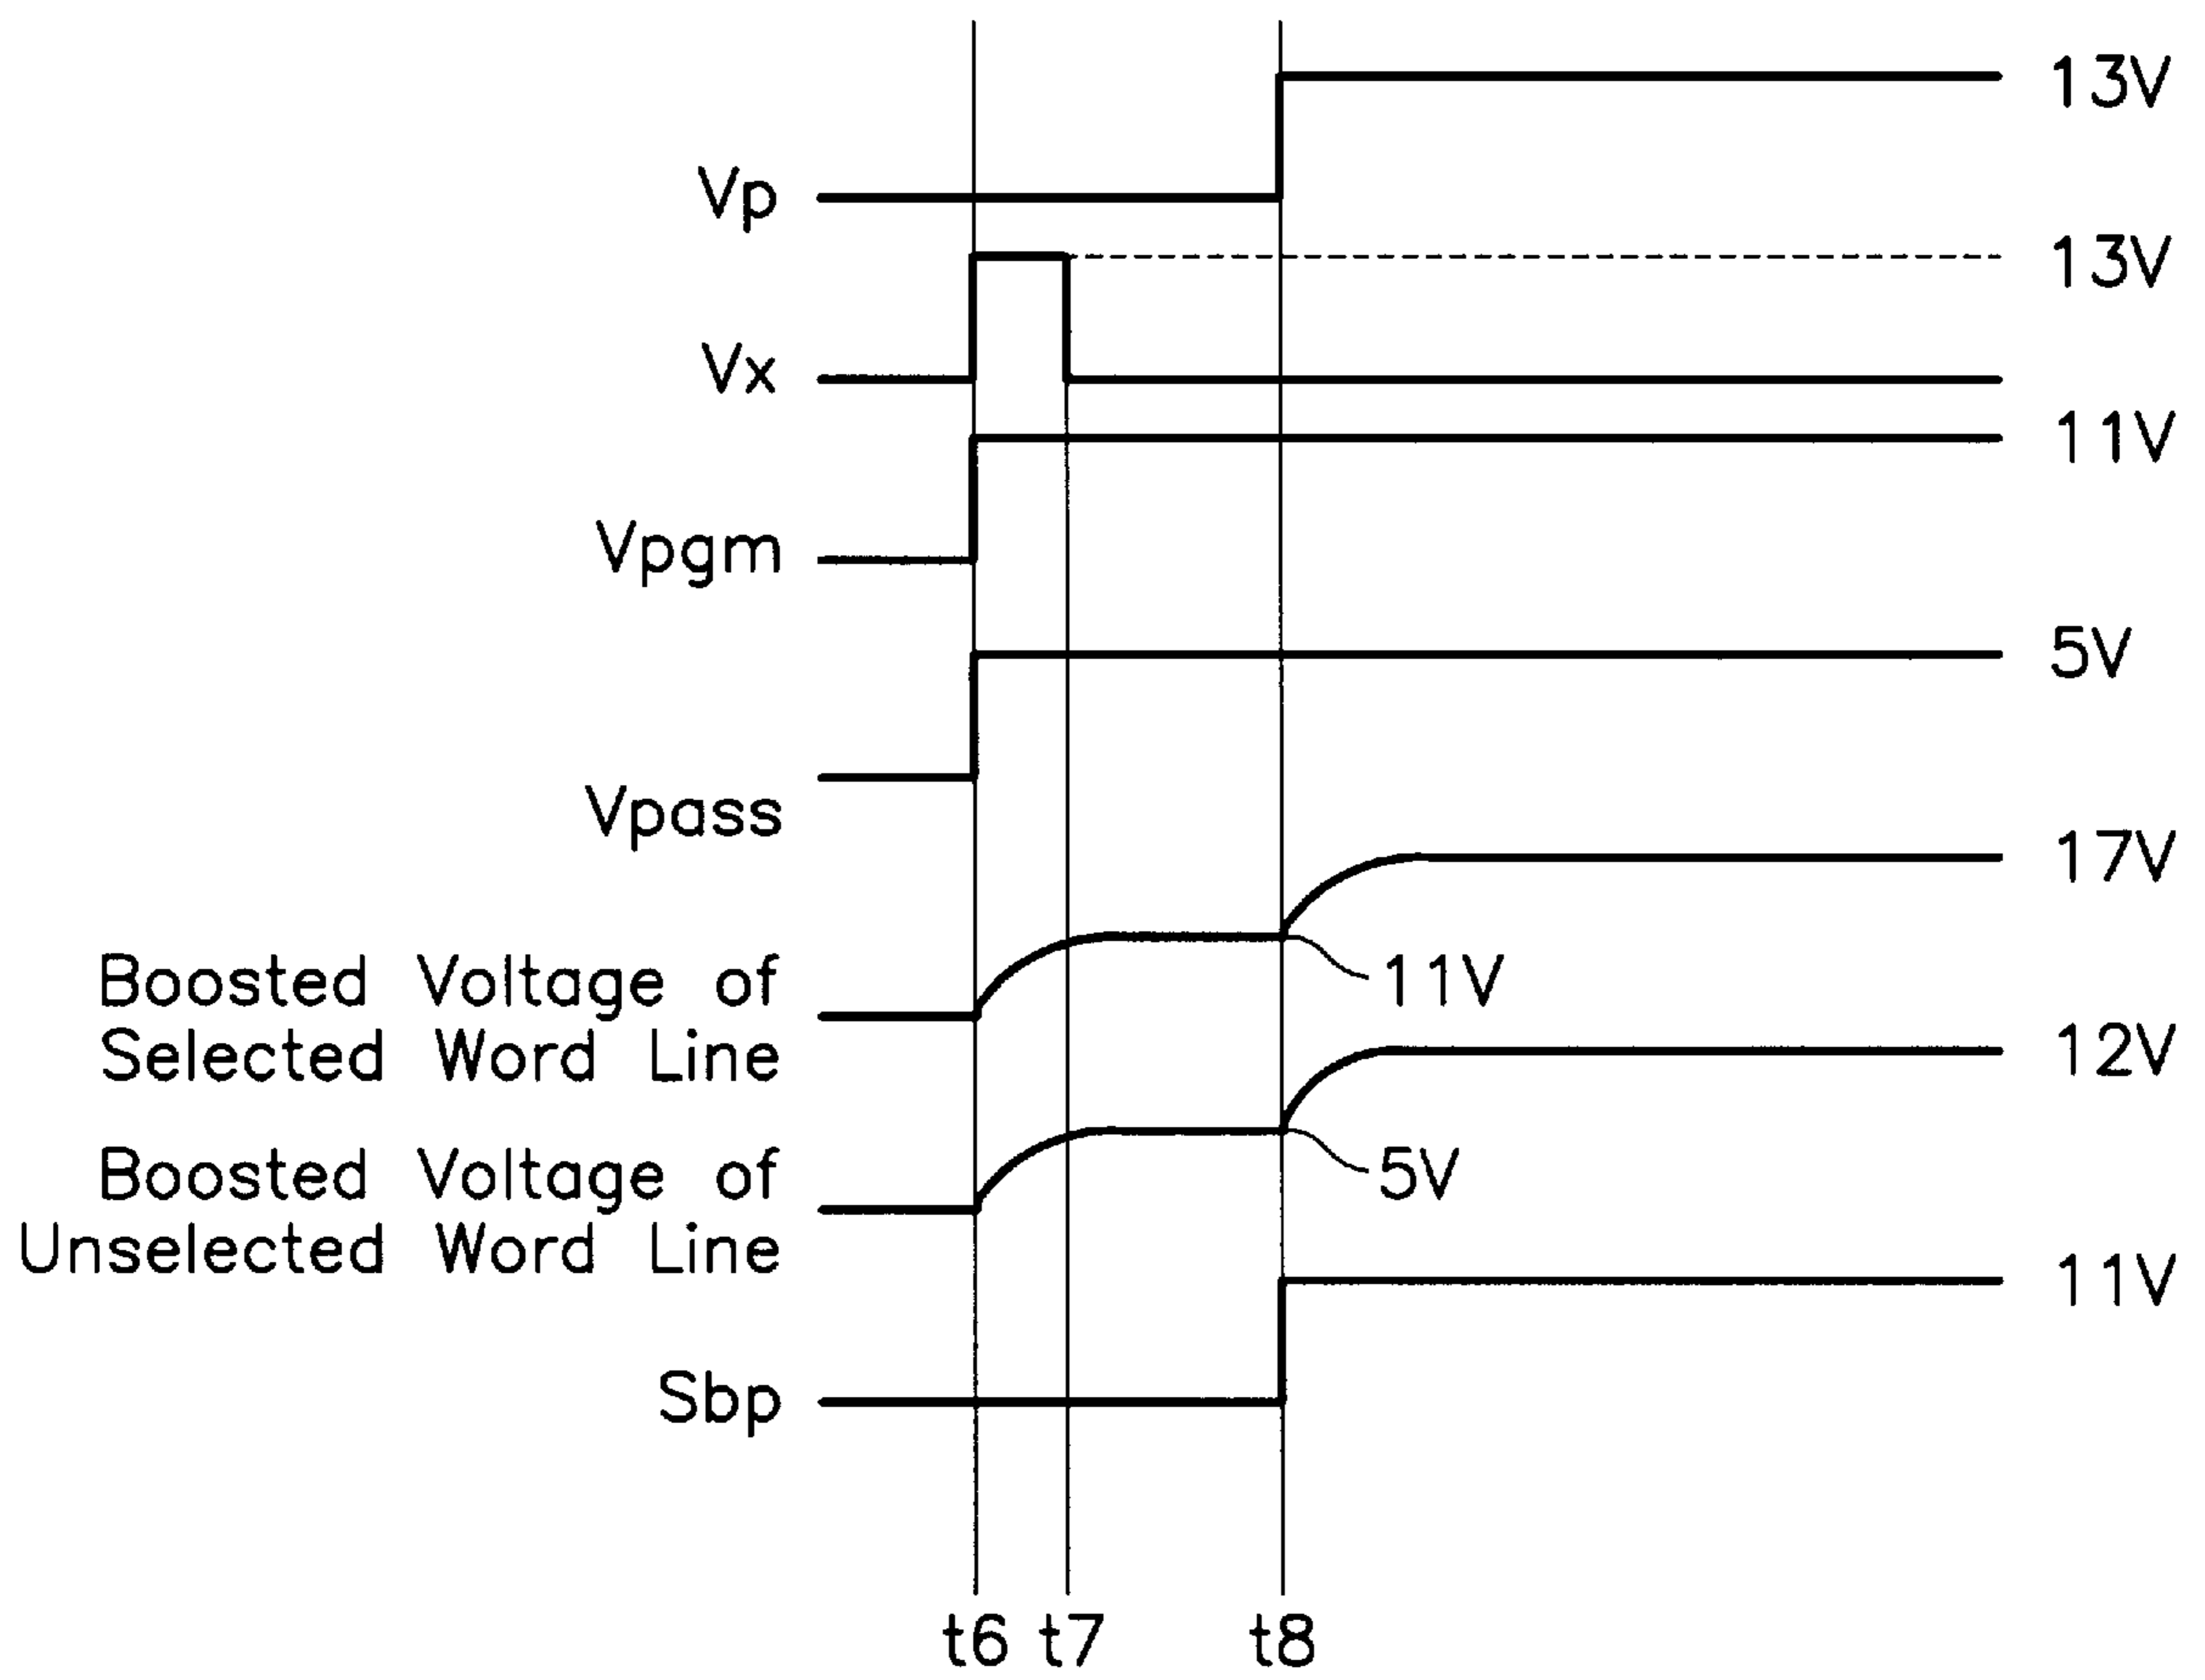 13V
Vp
13V
Vx
11V
Vpgm
5V
Vpass
17V
Boosted Voltage of
Selected Word Line
11V
12V
Boosted Voltage of
Unselected Word Line
5V
11V
Sbp
t6 t7 t8